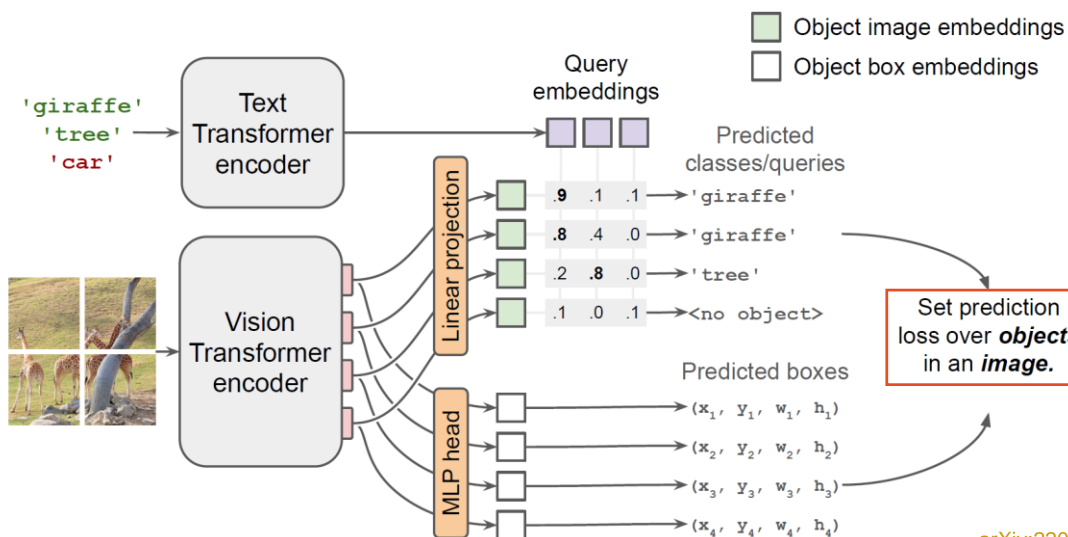 Object image embeddings
Object box embeddings
Query
embeddings
'giraffe'
'tree'
'car'
Text
Transformer
encoder
Predicted
classes/queries
Linear projection
.9 .1 .1
'giraffe'
.8 .4 .0
'giraffe'
.2 .8 .0
'tree'
.1 .0 .1
<no object>
Vision
Transformer
encoder
Set prediction
loss over object
in an image.
Predicted boxes
MLP head
(x₁, y₁, w₁, h₁)
(x₂, y₂, w₂, h₂)
(x₃, y₃, w₃, h₃)
(x₄, y₄, w₄, h₄)